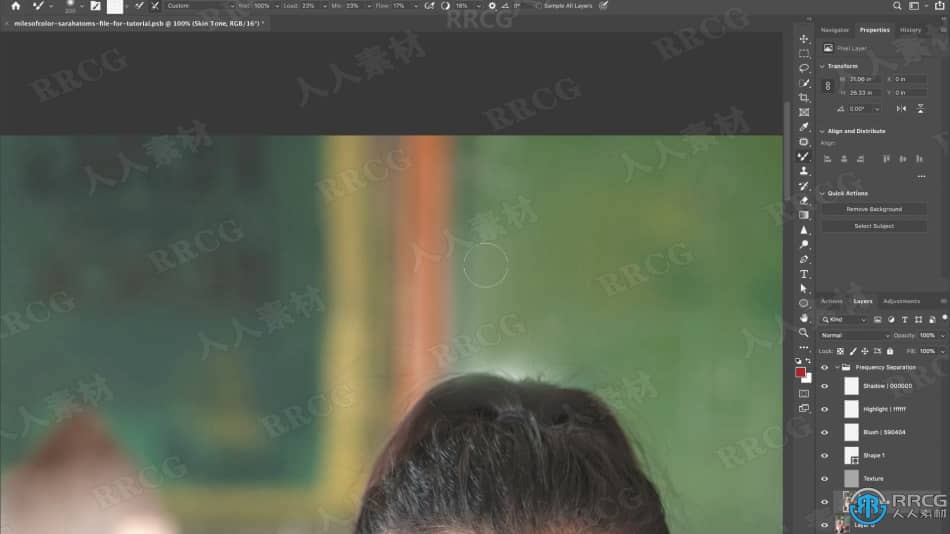 200
Custom
Wet: 100%
Load: 23%
Mix: 23%
Flow: 17%
18%
0°
Sample All Layers
milesofcolor-sarahatoms-file-for-tutorial.psb @ 100% (Skin Tone, RGB/16*) *
Navigator
Properties
History
Pixel Layer
Transform
W 21.06 in
X 0 in
H 26.33 in
Y 0 in
0.00°
Align and Distribute
Align:
Quick Actions
Remove Background
Select Subject
Actions
Layers
Adjustments
Kind
Normal
Opacity: 100%
Lock:
Fill: 100%
Frequency Separation
Shadow | 000000
Highlight | ffffff
Blush | 590404
Shape 1
Texture
RRCG
人人素材